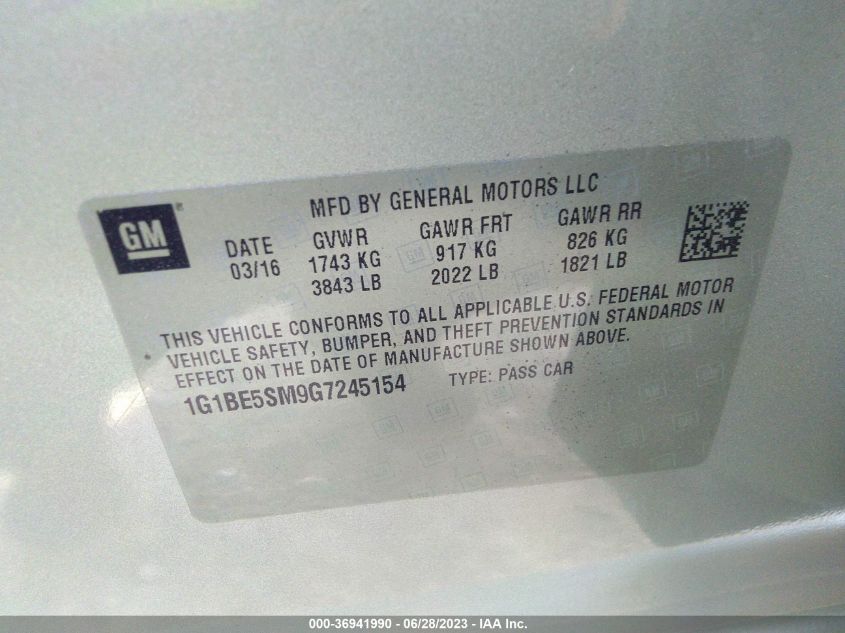 GM
MFD BY GENERAL MOTORS LLC
DATE GVWR GAWR FRT GAWR RR
03/16 1743 KG 917 KG 826 KG
3843 LB 2022 LB 1821 LB
THIS VEHICLE CONFORMS TO ALL APPLICABLE U.S. FEDERAL MOTOR
VEHICLE SAFETY, BUMPER, AND THEFT PREVENTION STANDARDS IN
EFFECT ON THE DATE OF MANUFACTURE SHOWN ABOVE.
1G1BE5SM9G7245154 TYPE: PASS CAR
000-36941990 - 06/28/2023 - IAA Inc.